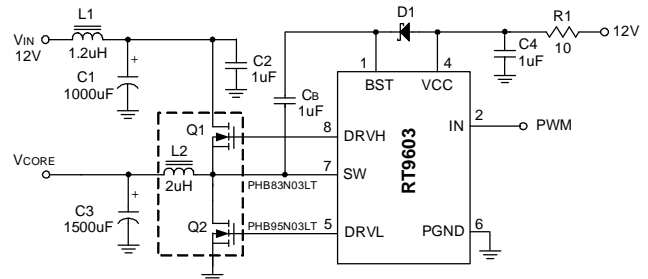 L1
VIN
12V
1.2uH
C1
1000uF
C2
1uF
D1
R1
10
12V
C4
1uF
CB
1uF
1
BST
4
VCC
2
IN
PWM
RT9603
Q1
8
DRVH
VCORE
L2
2uH
7
SW
PHB83N03LT
C3
1500uF
Q2
PHB95N03LT
5
DRVL
PGND
6